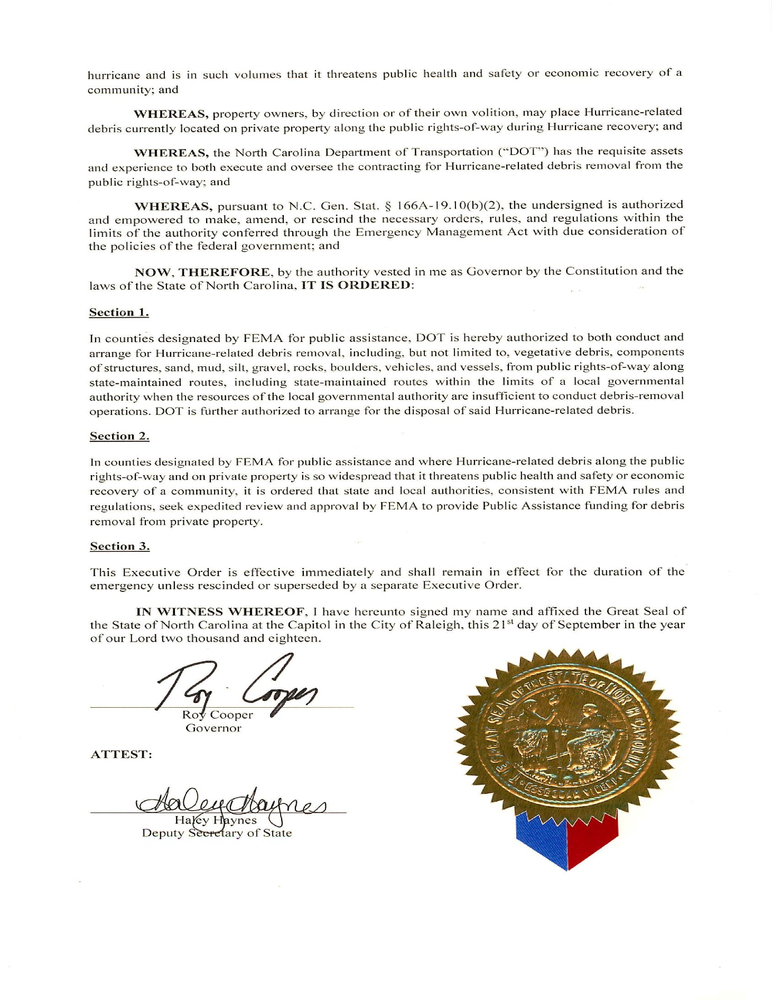 hurricane and is in such volumes that it threatens public health and safety or economic recovery of a
community; and
WHEREAS, property owners, by direction or of their own volition, may place Hurricane-related
debris currently located on private property along the public rights-of-way during Hurricane recovery; and
WHEREAS, the North Carolina Department of Transportation (“DOT”) has the requisite assets
and experience to both execute and oversee the contracting for Hurricane-related debris removal from the
public rights-of-way; and
WHEREAS, pursuant to N.C. Gen. Stat. § 166A-19.10(b)(2), the undersigned is authorized
and empowered to make, amend, or rescind the necessary orders, rules, and regulations within the
limits of the authority conferred through the Emergency Management Act with due consideration of
the policies of the federal government; and
NOW, THEREFORE, by the authority vested in me as Governor by the Constitution and the
laws of the State of North Carolina, IT IS ORDERED:
Section 1.
In counties designated by FEMA for public assistance, DOT is hereby authorized to both conduct and
arrange for Hurricane-related debris removal, including, but not limited to, vegetative debris, components
of structures, sand, mud, silt, gravel, rocks, boulders, vehicles, and vessels, from public rights-of-way along
state-maintained routes, including state-maintained routes within the limits of a local governmental
authority when the resources of the local governmental authority are insufficient to conduct debris-removal
operations. DOT is further authorized to arrange for the disposal of said Hurricane-related debris.
Section 2.
In counties designated by FEMA for public assistance and where Hurricane-related debris along the public
rights-of-way and on private property is so widespread that it threatens public health and safety or economic
recovery of a community, it is ordered that state and local authorities, consistent with FEMA rules and
regulations, seek expedited review and approval by FEMA to provide Public Assistance funding for debris
removal from private property.
Section 3.
This Executive Order is effective immediately and shall remain in effect for the duration of the
emergency unless rescinded or superseded by a separate Executive Order.
IN WITNESS WHEREOF, I have hereunto signed my name and affixed the Great Seal of
the State of North Carolina at the Capitol in the City of Raleigh, this 21st day of September in the year
of our Lord two thousand and eighteen.
Roy Cooper
Roy Cooper
Governor
ATTEST:
Haley Haynes
Haley Haynes
Deputy Secretary of State
THE GREAT SEAL OF THE STATE OF NORTH CAROLINA
ESSE QUAM VIDERI